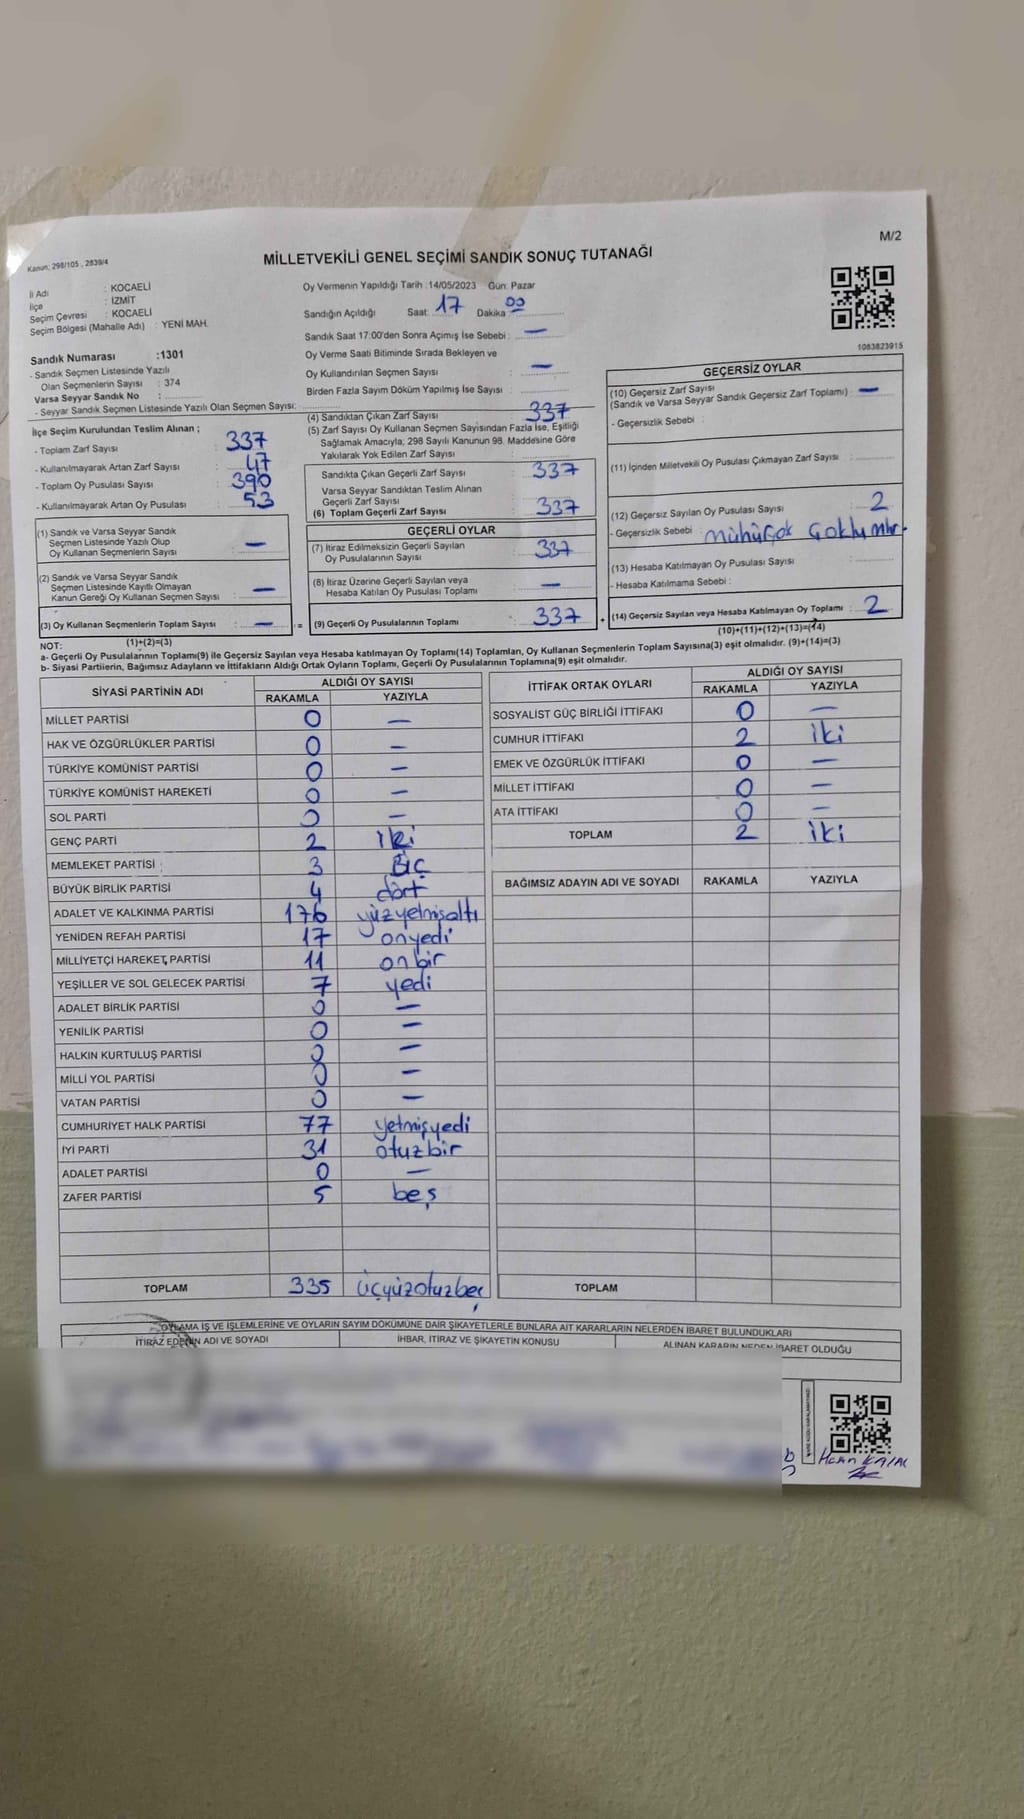 M/2
Kanun: 298/105 , 2839/4
MİLLETVEKİLİ GENEL SEÇİMİ SANDIK SONUÇ TUTANAĞI
İl Adı : KOCAELİ
İlçe : İZMİT
Seçim Çevresi : KOCAELİ
Seçim Bölgesi (Mahalle Adı) : YENİ MAH.
Sandık Numarası :1301
- Sandık Seçmen Listesinde Yazılı
Olan Seçmenlerin Sayısı : 374
Varsa Seyyar Sandık No :
- Seyyar Sandık Seçmen Listesinde Yazılı Olan Seçmen Sayısı:
Oy Vermenin Yapıldığı Tarih :14/05/2023 Gün: Pazar
Sandığın Açıldığı Saat: 17 Dakika 00
Sandık Saat 17:00'den Sonra Açımış İse Sebebi : —
Oy Verme Saati Bitiminde Sırada Bekleyen ve
Oy Kullandırılan Seçmen Sayısı : —
Birden Fazla Sayım Döküm Yapılmış İse Sayısı :
1083823915
İlçe Seçim Kurulundan Teslim Alınan ;
- Toplam Zarf Sayısı : 337
- Kullanılmayarak Artan Zarf Sayısı : 47
- Toplam Oy Pusulası Sayısı : 390
- Kullanılmayarak Artan Oy Pusulası : 53
(1) Sandık ve Varsa Seyyar Sandık
Seçmen Listesinde Yazılı Olup
Oy Kullanan Seçmenlerin Sayısı : —
(2) Sandık ve Varsa Seyyar Sandık
Seçmen Listesinde Kayıtlı Olmayan
Kanun Gereği Oy Kullanan Seçmen Sayısı : —
(3) Oy Kullanan Seçmenlerin Toplam Sayısı : —
(1)+(2)=(3)
(4) Sandıktan Çıkan Zarf Sayısı : 337
(5) Zarf Sayısı Oy Kullanan Seçmen Sayısından Fazla İse, Eşitliği
Sağlamak Amacıyla, 298 Sayılı Kanunun 98. Maddesine Göre
Yakılarak Yok Edilen Zarf Sayısı :
Sandıkta Çıkan Geçerli Zarf Sayısı : 337
Varsa Seyyar Sandıktan Teslim Alınan
Geçerli Zarf Sayısı :
(6) Toplam Geçerli Zarf Sayısı : 337
GEÇERLİ OYLAR
(7) İtiraz Edilmeksizin Geçerli Sayılan
Oy Pusulalarının Sayısı : 337
(8) İtiraz Üzerine Geçerli Sayılan veya
Hesaba Katılan Oy Pusulası Toplamı : —
= (9) Geçerli Oy Pusulalarının Toplamı : 337 +
GEÇERSİZ OYLAR
(10) Geçersiz Zarf Sayısı
(Sandık ve Varsa Seyyar Sandık Geçersiz Zarf Toplamı) : —
- Geçersizlik Sebebi :
(11) İçinden Milletvekili Oy Pusulası Çıkmayan Zarf Sayısı :
(12) Geçersiz Sayılan Oy Pusulası Sayısı : 2
- Geçersizlik Sebebi :
(13) Hesaba Katılmayan Oy Pusulası Sayısı :
- Hesaba Katılmama Sebebi :
(14) Geçersiz Sayılan veya Hesaba Katılmayan Oy Toplamı : 2
(10)+(11)+(12)+(13)=(14)
NOT:
a- Geçerli Oy Pusulalarının Toplamı(9) ile Geçersiz Sayılan veya Hesaba katılmayan Oy Toplamı(14) Toplamları, Oy Kullanan Seçmenlerin Toplam Sayısına(3) eşit olmalıdır. (9)+(14)=(3)
b- Siyasi Partilerin, Bağımsız Adayların ve İttifakların Aldığı Ortak Oyların Toplamı, Geçerli Oy Pusulalarının Toplamına(9) eşit olmalıdır.
SİYASİ PARTİNİN ADI ALDIĞI OY SAYISI
RAKAMLA YAZIYLA
MİLLET PARTİSİ 0 —
HAK VE ÖZGÜRLÜKLER PARTİSİ 0 —
TÜRKİYE KOMÜNİST PARTİSİ 0 —
TÜRKİYE KOMÜNİST HAREKETİ 0 —
SOL PARTİ 0 —
GENÇ PARTİ 2 iki
MEMLEKET PARTİSİ 3 üç
BÜYÜK BİRLİK PARTİSİ 4 dört
ADALET VE KALKINMA PARTİSİ 176 yüzyetmişaltı
YENİDEN REFAH PARTİSİ 17 onyedi
MİLLİYETÇİ HAREKET PARTİSİ 11 onbir
YEŞİLLER VE SOL GELECEK PARTİSİ 7 yedi
ADALET BİRLİK PARTİSİ 0 —
YENİLİK PARTİSİ 0 —
HALKIN KURTULUŞ PARTİSİ 0 —
MİLLİ YOL PARTİSİ 0 —
VATAN PARTİSİ 0 —
CUMHURİYET HALK PARTİSİ 77 yetmişyedi
İYİ PARTİ 31 otuzbir
ADALET PARTİSİ 0 —
ZAFER PARTİSİ 5 beş
TOPLAM 335 üçyüzotuzbeş
İTTİFAK ORTAK OYLARI ALDIĞI OY SAYISI
RAKAMLA YAZIYLA
SOSYALİST GÜÇ BİRLİĞİ İTTİFAKI 0 —
CUMHUR İTTİFAKI 2 iki
EMEK VE ÖZGÜRLÜK İTTİFAKI 0 —
MİLLET İTTİFAKI 0 —
ATA İTTİFAKI 0 —
TOPLAM 2 iki
BAĞIMSIZ ADAYIN ADI VE SOYADI RAKAMLA YAZIYLA
TOPLAM
OYLAMA İŞ VE İŞLEMLERİNE VE OYLARIN SAYIM DÖKÜMÜNE DAİR ŞİKAYETLERLE BUNLARA AİT KARARLARIN NELERDEN İBARET BULUNDUKLARI
İTİRAZ EDENİN ADI VE SOYADI İHBAR, İTİRAZ VE ŞİKAYETİN KONUSU ALINAN KARARIN NEDEN İBARET OLDUĞU